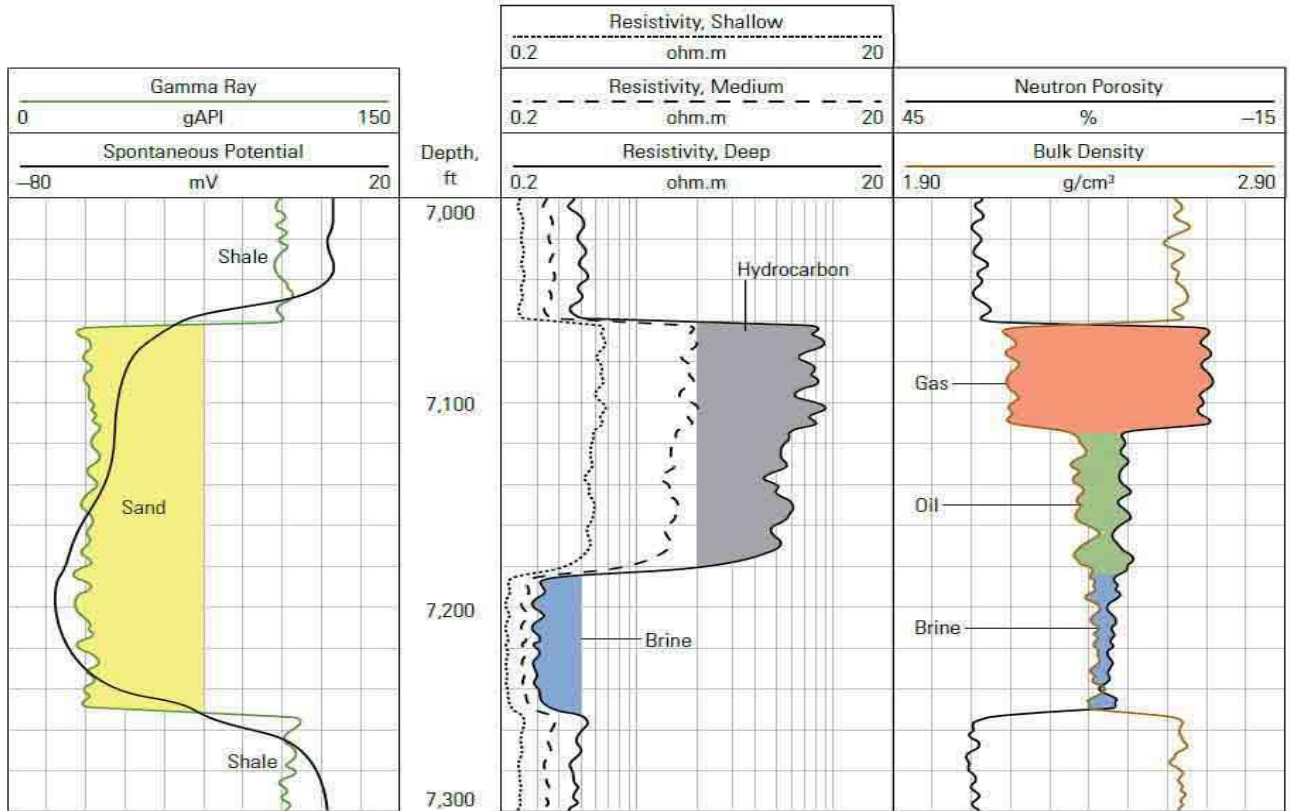 Resistivity, Shallow
0.2 ohm.m 20
Gamma Ray
0 gAPI 150
Resistivity, Medium
0.2 ohm.m 20
Neutron Porosity
45 % –15
Spontaneous Potential
–80 mV 20
Depth,
ft
Resistivity, Deep
0.2 ohm.m 20
Bulk Density
1.90 g/cm³ 2.90
7,000
Shale
Hydrocarbon
Gas
7,100
Sand
Oil
7,200
Brine
Brine
Shale
7,300